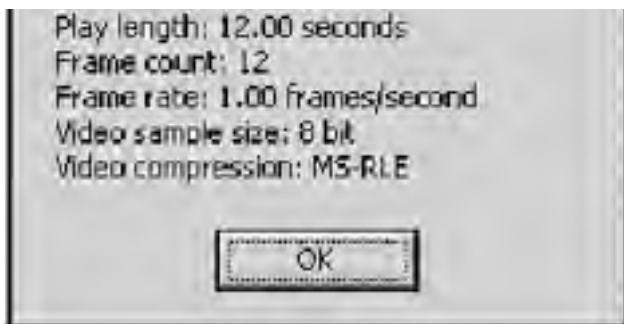 Play length: 12.00 seconds
Frame count: 12
Frame rate: 1.00 frames/second
Video sample size: 8 bit
Video compression: MS-RLE
OK